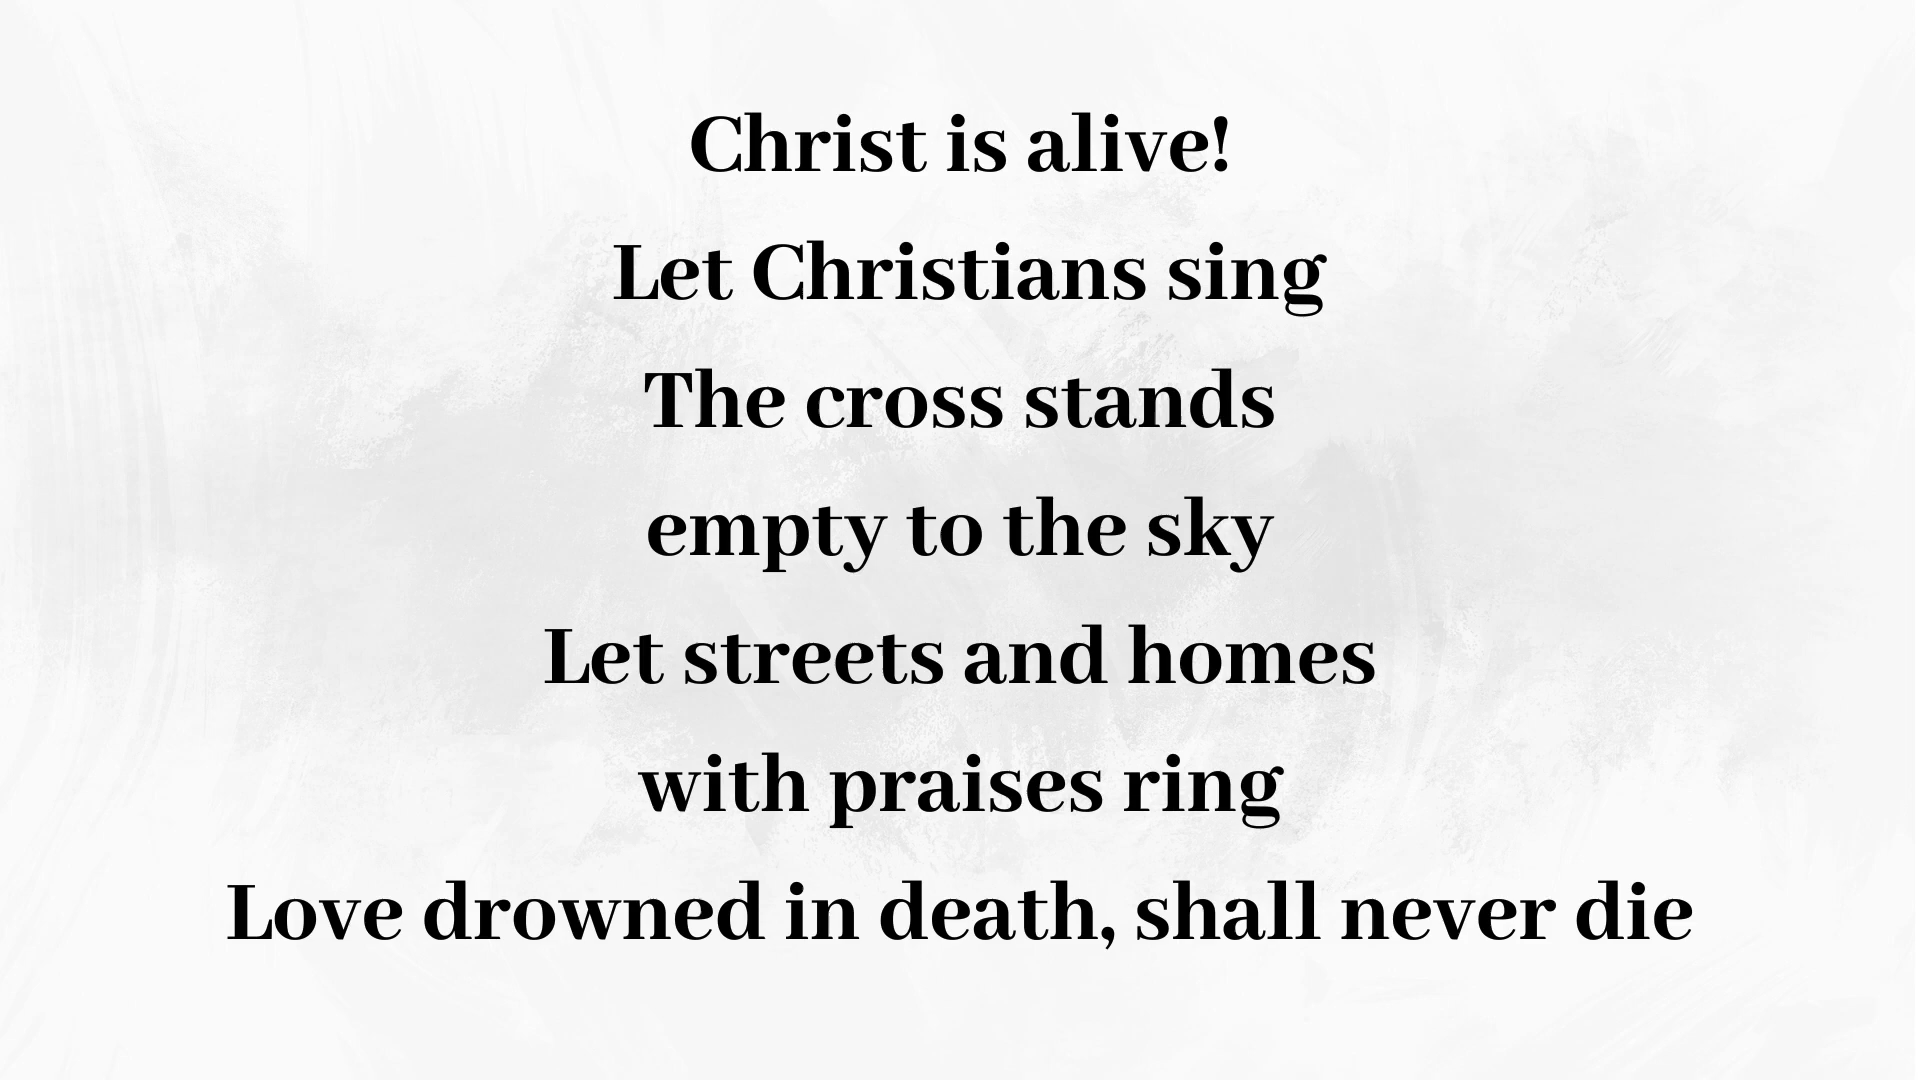 Christ is alive!
Let Christians sing
The cross stands
empty to the sky
Let streets and homes
with praises ring
Love drowned in death, shall never die